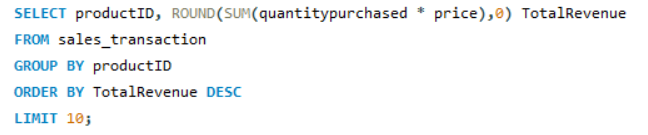 SELECT productID, ROUND(SUM(quantitypurchased * price),0) TotalRevenue
FROM sales_transaction
GROUP BY productID
ORDER BY TotalRevenue DESC
LIMIT 10;